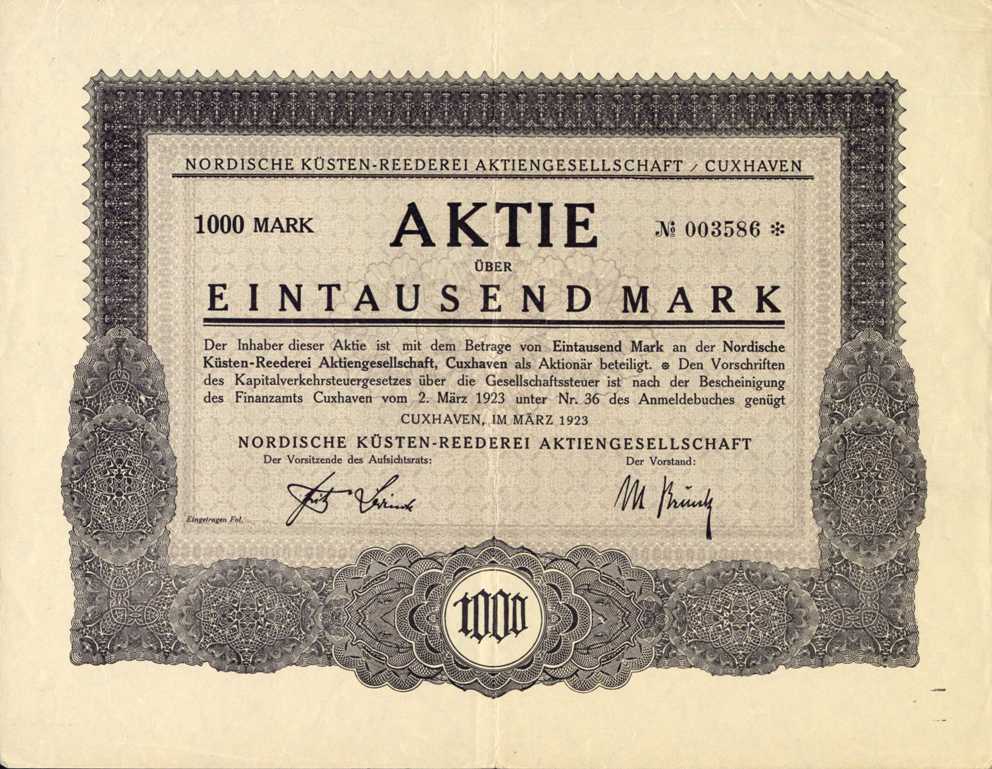 NORDISCHE KÜSTEN-REEDEREI AKTIENGESELLSCHAFT / CUXHAVEN
1000 MARK AKTIE № 003586 *
ÜBER
EINTAUSEND MARK
Der Inhaber dieser Aktie ist mit dem Betrage von Eintausend Mark an der Nordische
Küsten-Reederei Aktiengesellschaft, Cuxhaven als Aktionär beteiligt. Den Vorschriften
des Kapitalverkehrsteuergesetzes über die Gesellschaftssteuer ist nach der Bescheinigung
des Finanzamts Cuxhaven vom 2. März 1923 unter Nr. 36 des Anmeldebuches genügt
CUXHAVEN, IM MÄRZ 1923
NORDISCHE KÜSTEN-REEDEREI AKTIENGESELLSCHAFT
Der Vorsitzende des Aufsichtsrats: Der Vorstand:
Fritz
M
Eingetragen Fol.
1000